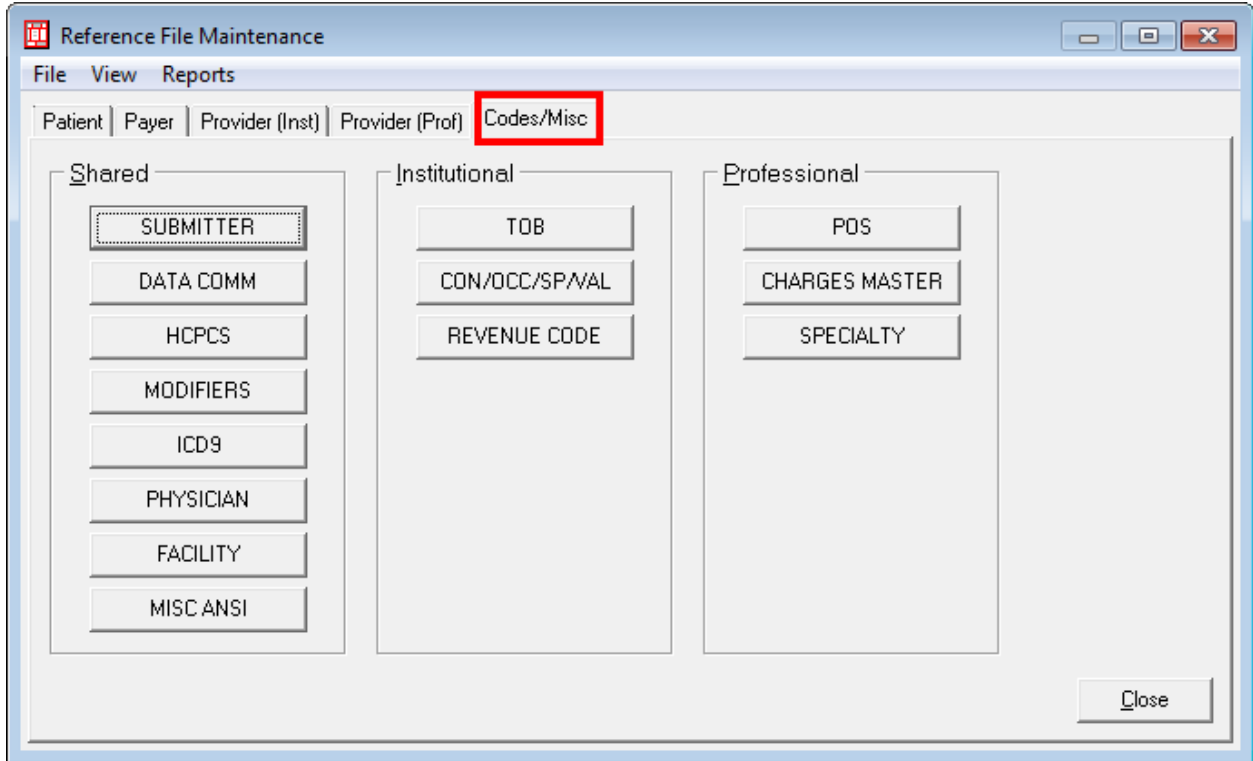 Reference File Maintenance
File View Reports
Patient Payer Provider (Inst) Provider (Prof) Codes/Misc
Shared
SUBMITTER
DATA COMM
HCPCS
MODIFIERS
ICD9
PHYSICIAN
FACILITY
MISC ANSI
Institutional
TOB
CON/OCC/SP/VAL
REVENUE CODE
Professional
POS
CHARGES MASTER
SPECIALTY
Close